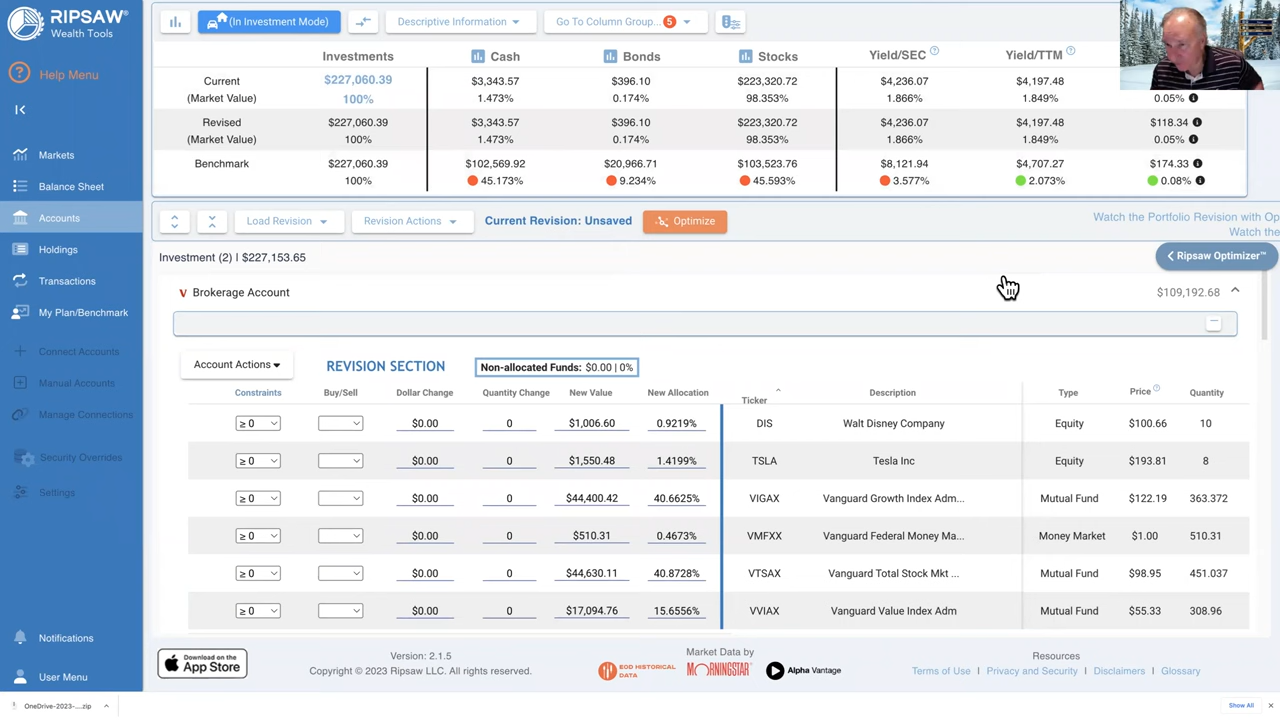 RIPSAW
Wealth Tools
Help Menu
Markets
Balance Sheet
Accounts
Holdings
Transactions
My Plan/Benchmark
Connect Accounts
Manual Accounts
Manage Connections
Security Overrides
Settings
Notifications
User Menu
(In Investment Mode)
Descriptive Information
Go To Column Group... 5
Investments Cash Bonds Stocks Yield/SEC Yield/TTM
Current $227,060.39 $3,343.57 $396.10 $223,320.72 $4,236.07 $4,197.48
(Market Value) 100% 1.473% 0.174% 98.353% 1.866% 1.849% 0.05%
Revised $227,060.39 $3,343.57 $396.10 $223,320.72 $4,236.07 $4,197.48 $118.34
(Market Value) 100% 1.473% 0.174% 98.353% 1.866% 1.849% 0.05%
Benchmark $227,060.39 $102,569.92 $20,966.71 $103,523.76 $8,121.94 $4,707.27 $174.33
100% 45.173% 9.234% 45.593% 3.577% 2.073% 0.08%
Load Revision
Revision Actions
Current Revision: Unsaved
Optimize
Watch the Portfolio Revision with Op
Watch the
Investment (2) | $227,153.65
Ripsaw Optimizer™
V Brokerage Account $109,192.68
Account Actions
REVISION SECTION
Non-allocated Funds: $0.00 | 0%
Constraints Buy/Sell Dollar Change Quantity Change New Value New Allocation Ticker Description Type Price Quantity
≥ 0 $0.00 0 $1,006.60 0.9219% DIS Walt Disney Company Equity $100.66 10
≥ 0 $0.00 0 $1,550.48 1.4199% TSLA Tesla Inc Equity $193.81 8
≥ 0 $0.00 0 $44,400.42 40.6625% VIGAX Vanguard Growth Index Adm... Mutual Fund $122.19 363.372
≥ 0 $0.00 0 $510.31 0.4673% VMFXX Vanguard Federal Money Ma... Money Market $1.00 510.31
≥ 0 $0.00 0 $44,630.11 40.8728% VTSAX Vanguard Total Stock Mkt ... Mutual Fund $98.95 451.037
≥ 0 $0.00 0 $17,094.76 15.6556% VVIAX Vanguard Value Index Adm Mutual Fund $55.33 308.96
Download on the
App Store
Version: 2.1.5
Copyright © 2023 Ripsaw LLC. All rights reserved.
Market Data by
EOD HISTORICAL
DATA
MORNINGSTAR
Alpha Vantage
Resources
Terms of Use | Privacy and Security | Disclaimers | Glossary
OneDrive-2023-....zip
Show All